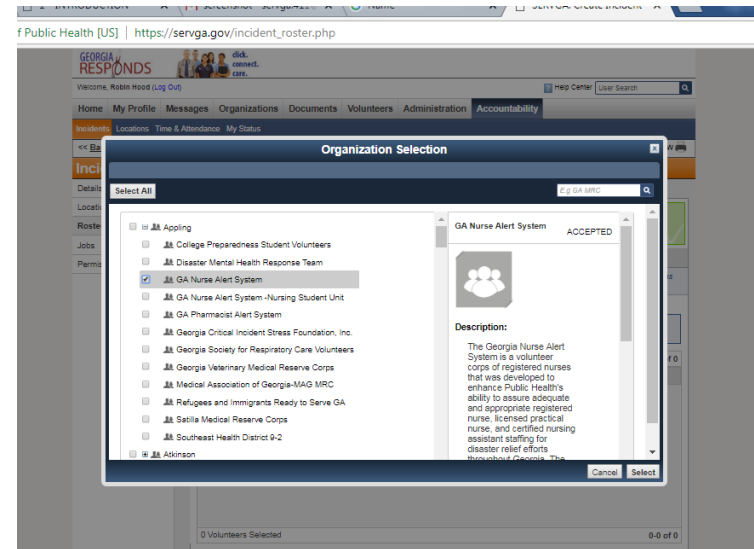 f Public Health [US] | https://servga.gov/incident_roster.php
GEORGIA
RESPONDS
click.
connect.
care.
Welcome, Robin Hood (Log Out)
Help Center User Search
Home My Profile Messages Organizations Documents Volunteers Administration Accountability
Incidents Locations Time & Attendance My Status
<< Ba
Organization Selection
Inci
Details
Select All
E.g GA MRC
Locati
Roste
Jobs
Permis
Appling
College Preparedness Student Volunteers
Disaster Mental Health Response Team
GA Nurse Alert System
GA Nurse Alert System -Nursing Student Unit
GA Pharmacist Alert System
Georgia Critical Incident Stress Foundation, Inc.
Georgia Society for Respiratory Care Volunteers
Georgia Veterinary Medical Reserve Corps
Medical Association of Georgia-MAG MRC
Refugees and Immigrants Ready to Serve GA
Satilla Medical Reserve Corps
Southeast Health District 9-2
Atkinson
GA Nurse Alert System
ACCEPTED
Description:
The Georgia Nurse Alert
System is a volunteer
corps of registered nurses
that was developed to
enhance Public Health's
ability to assure adequate
and appropriate registered
nurse, licensed practical
nurse, and certified nursing
assistant staffing for
disaster relief efforts
throughout Georgia. The
of 0
Cancel Select
0 Volunteers Selected
0-0 of 0